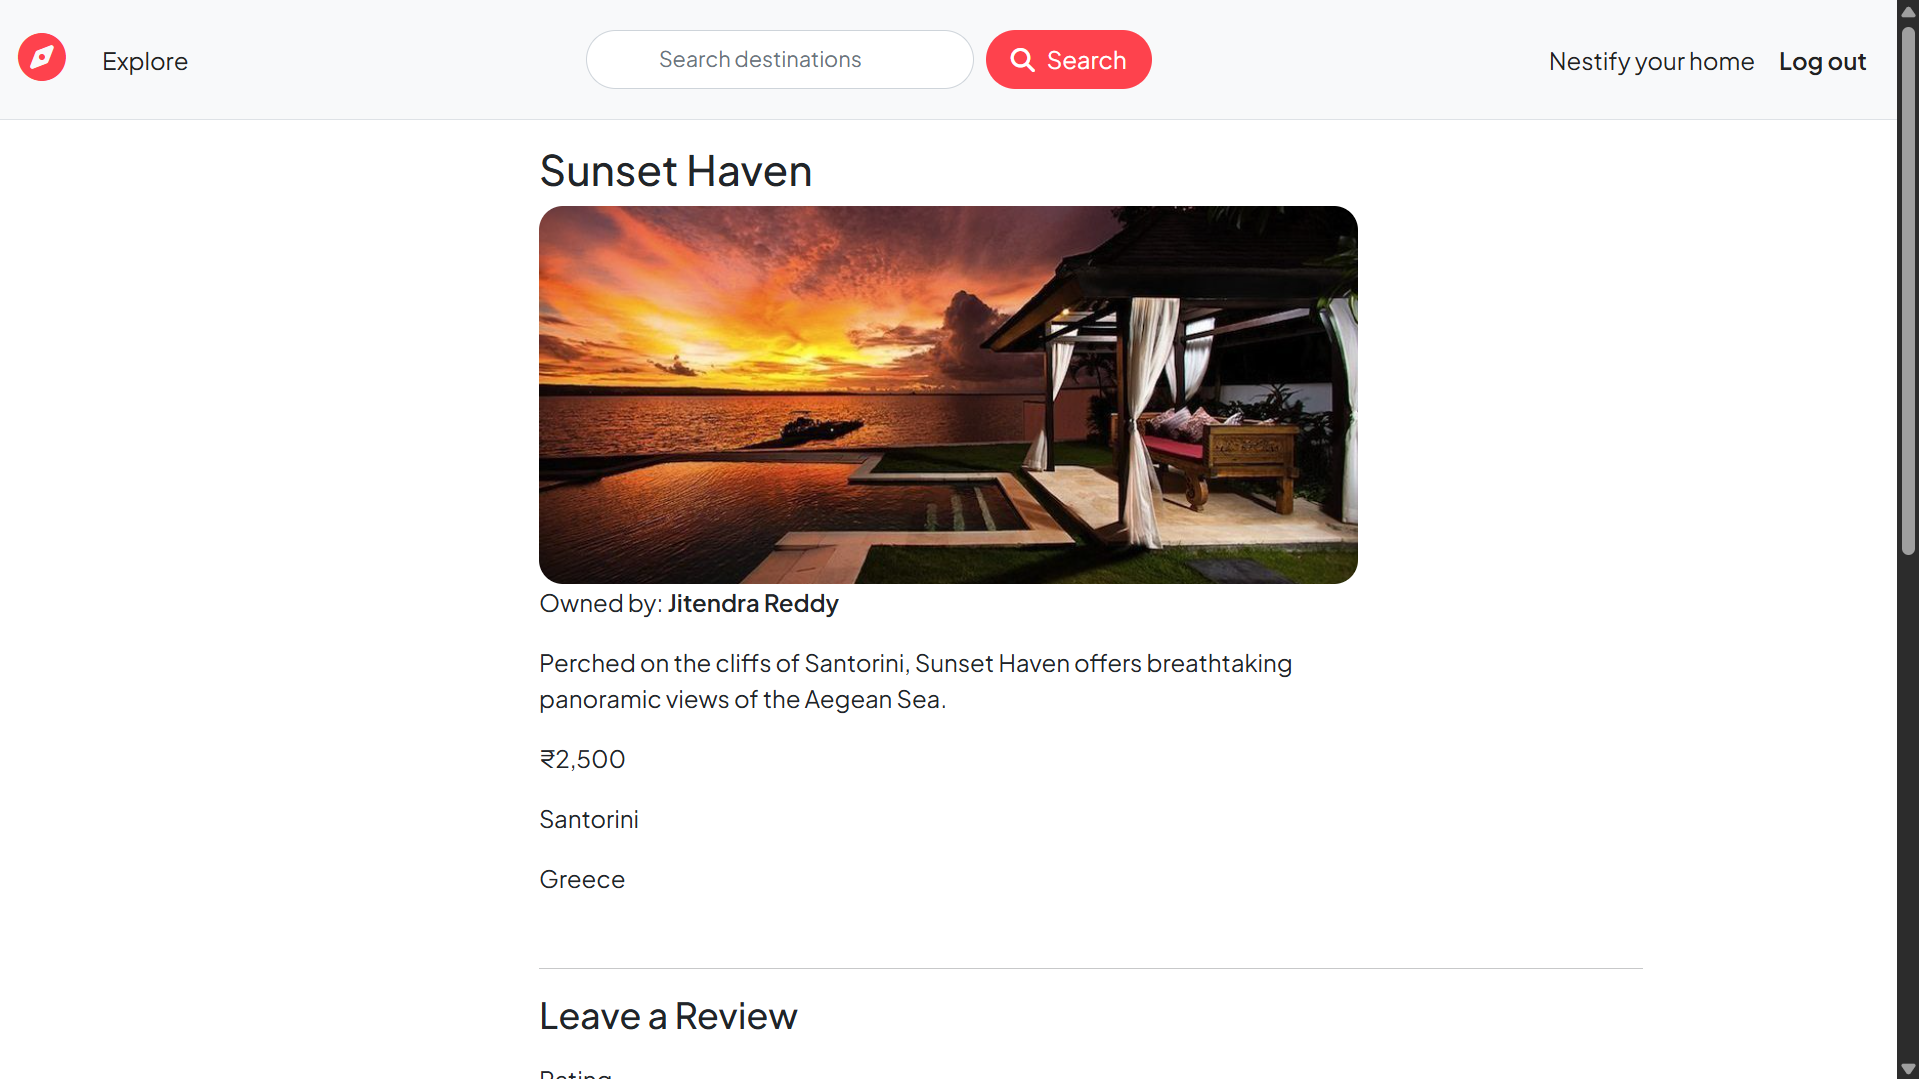 Explore
Search destinations
Search
Nestify your home
Log out
Sunset Haven
Owned by: Jitendra Reddy
Perched on the cliffs of Santorini, Sunset Haven offers breathtaking
panoramic views of the Aegean Sea.
₹2,500
Santorini
Greece
Leave a Review
Rating